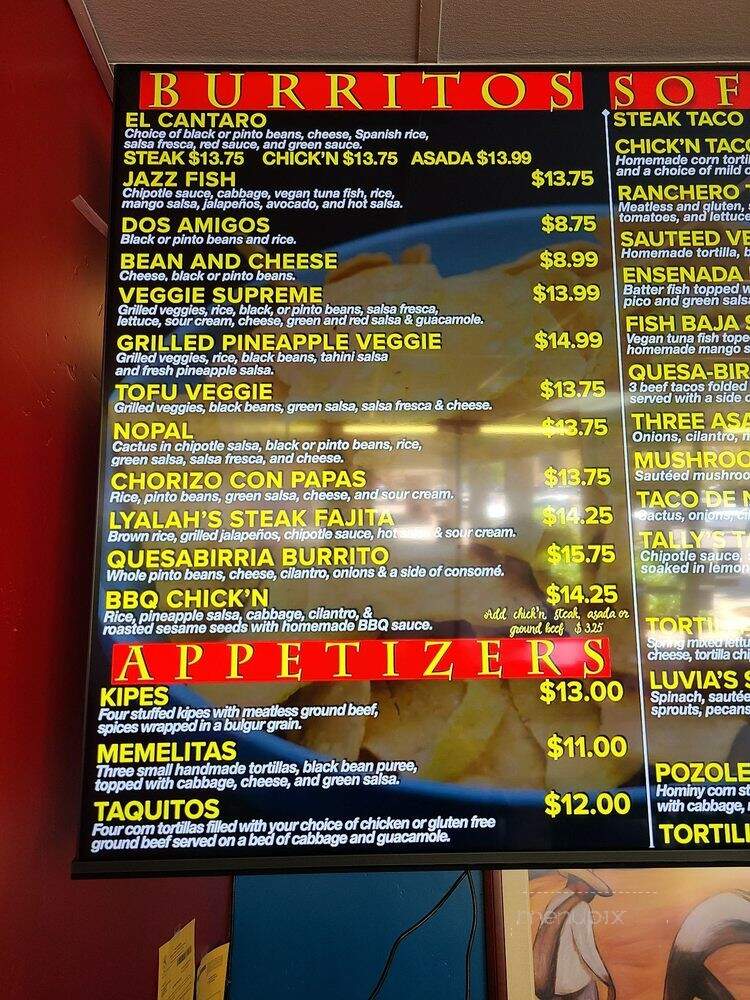 BURRITOS
EL CANTARO
Choice of black or pinto beans, cheese, Spanish rice,
salsa fresca, red sauce, and green sauce.
STEAK $13.75 CHICK'N $13.75 ASADA $13.99
JAZZ FISH $13.75
Chipotle sauce, cabbage, vegan tuna fish, rice,
mango salsa, jalapeños, avocado, and hot salsa.
DOS AMIGOS $8.75
Black or pinto beans and rice.
BEAN AND CHEESE $8.99
Cheese, black or pinto beans.
VEGGIE SUPREME $13.99
Grilled veggies, rice, black, or pinto beans, salsa fresca,
lettuce, sour cream, cheese, green and red salsa & guacamole.
GRILLED PINEAPPLE VEGGIE $14.99
Grilled veggies, rice, black beans, tahini salsa
and fresh pineapple salsa.
TOFU VEGGIE $13.75
Grilled veggies, black beans, green salsa, salsa fresca & cheese.
NOPAL $13.75
Cactus in chipotle salsa, black or pinto beans, rice,
green salsa, salsa fresca, and cheese.
CHORIZO CON PAPAS $13.75
Rice, pinto beans, green salsa, cheese, and sour cream.
LYALAH'S STEAK FAJITA $14.25
Brown rice, grilled jalapeños, chipotle sauce, hot & sour cream.
QUESABIRRIA BURRITO $15.75
Whole pinto beans, cheese, cilantro, onions & a side of consomé.
BBQ CHICK'N $14.25
Rice, pineapple salsa, cabbage, cilantro, &
roasted sesame seeds with homenade BBQ sauce.
Add chick'n steak, asada or
ground beef $3.25
APPETIZERS
KIPES $13.00
Four stuffed kipes with meatless ground beef,
spices wrapped in a bulgur grain.
MEMELITAS $11.00
Three small handmade tortillas, black bean puree,
topped with cabbage, cheese, and green salsa.
TAQUITOS $12.00
Four corn tortillas filled with your choice of chicken or gluten free
ground beef served on a bed of cabbage and guacamole.
SOF
STEAK TACO
CHICK'N TAC
Homemade corn torti
and a choice of mild o
RANCHERO
Meatless and gluten,
tomatoes, and lettuce
SAUTEED VE
Homemade tortilla, b
ENSENADA
Batter fish topped w
pico and green salsa
FISH BAJA S
Vegan tuna fish tope
homemade mango s
QUESA-BIR
3 beef tacos folded
served with a side o
THREE ASA
Onions, cilantro, m
MUSHROO
Sautéed mushroo
TACO DE N
Cactus, onions, ci
TALLY'S TA
Chipotle sauce,
soaked in lemon
TORTI
Spring mixed lettu
cheese, tortilla chi
LUVIA'S S
Spinach, sautée
sprouts, pecans
POZOLE
Hominy corn st
with cabbage,
TORTIL
menupix